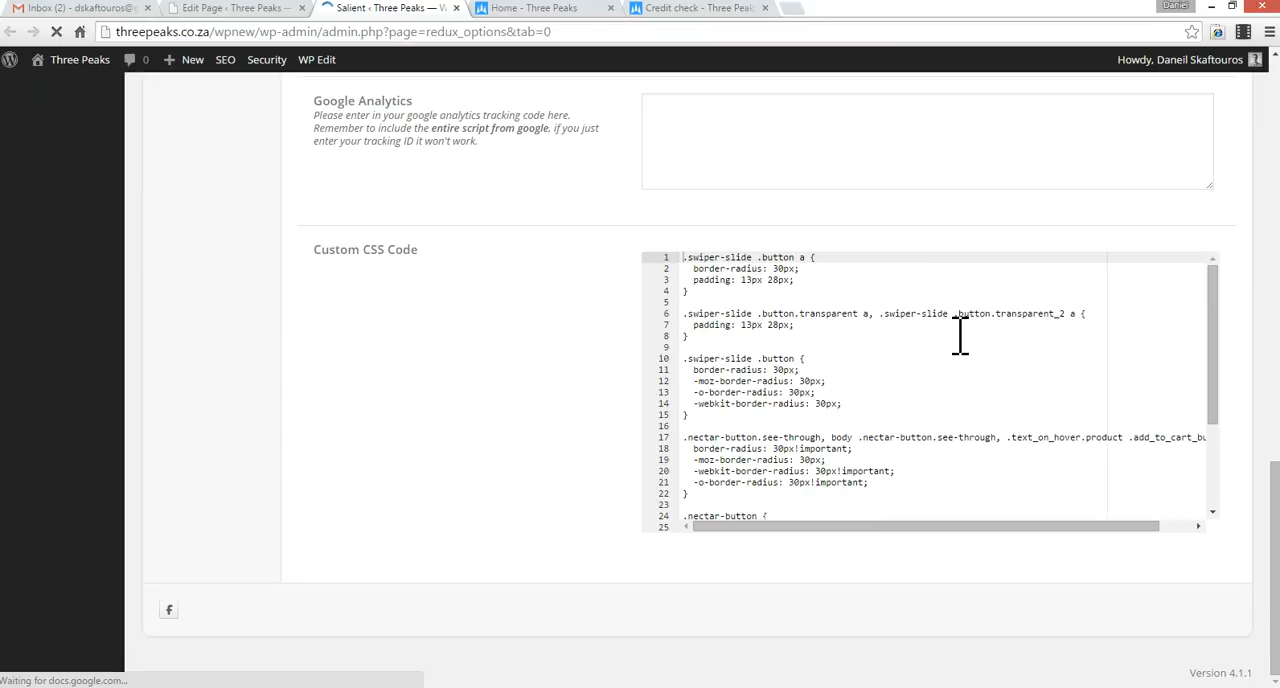 Inbox (2) - dskaftouros@g
Edit Page ‹ Three Peaks —
Salient ‹ Three Peaks — W
Home - Three Peaks
Credit check - Three Peak
Daniel
threepeaks.co.za/wpnew/wp-admin/admin.php?page=redux_options&tab=0
Three Peaks
0
New
SEO
Security
WP Edit
Howdy, Daneil Skaftouros
Google Analytics
Please enter in your google analytics tracking code here.
Remember to include the entire script from google, if you just
enter your tracking ID it won't work.
Custom CSS Code
1 .swiper-slide .button a {
2 border-radius: 30px;
3 padding: 13px 28px;
4 }
5
6 .swiper-slide .button.transparent a, .swiper-slide .button.transparent_2 a {
7 padding: 13px 28px;
8 }
9
10 .swiper-slide .button {
11 border-radius: 30px;
12 -moz-border-radius: 30px;
13 -o-border-radius: 30px;
14 -webkit-border-radius: 30px;
15 }
16
17 .nectar-button.see-through, body .nectar-button.see-through, .text_on_hover.product .add_to_cart_bu
18 border-radius: 30px!important;
19 -moz-border-radius: 30px;
20 -webkit-border-radius: 30px!important;
21 -o-border-radius: 30px!important;
22 }
23
24 .nectar-button {
25
f
Version 4.1.1
Waiting for docs.google.com...